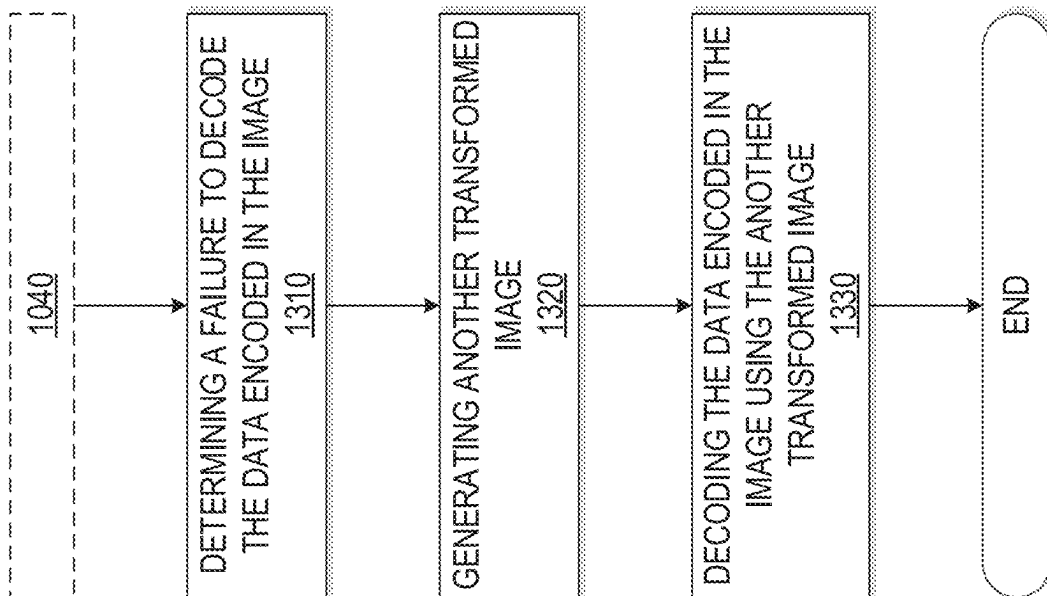 1040
DETERMINING A FAILURE TO DECODE
THE DATA ENCODED IN THE IMAGE
1310
GENERATING ANOTHER TRANSFORMED
IMAGE
1320
DECODING THE DATA ENCODED IN THE
IMAGE USING THE ANOTHER
TRANSFORMED IMAGE
1330
END